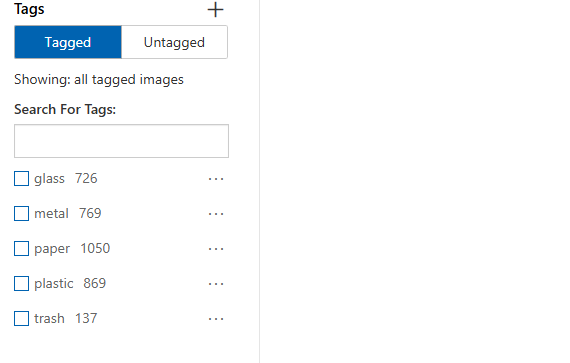 Tags +
Tagged Untagged
Showing: all tagged images
Search For Tags:
glass 726 ...
metal 769 ...
paper 1050 ...
plastic 869 ...
trash 137 ...